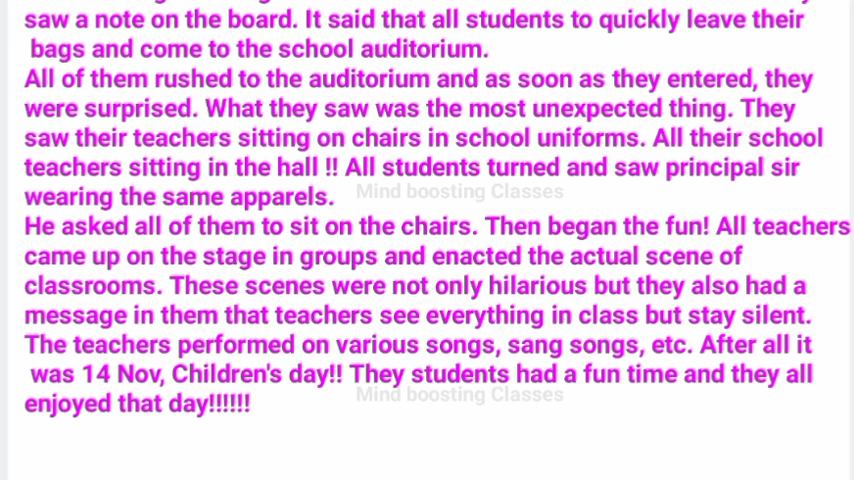 saw a note on the board. It said that all students to quickly leave their
bags and come to the school auditorium.
All of them rushed to the auditorium and as soon as they entered, they
were surprised. What they saw was the most unexpected thing. They
saw their teachers sitting on chairs in school uniforms. All their school
teachers sitting in the hall !! All students turned and saw principal sir
wearing the same apparels.
Mind boosting Classes
He asked all of them to sit on the chairs. Then began the fun! All teachers
came up on the stage in groups and enacted the actual scene of
classrooms. These scenes were not only hilarious but they also had a
message in them that teachers see everything in class but stay silent.
The teachers performed on various songs, sang songs, etc. After all it
was 14 Nov, Children's day!! They students had a fun time and they all
enjoyed that day!!!!!!
Mind boosting Classes